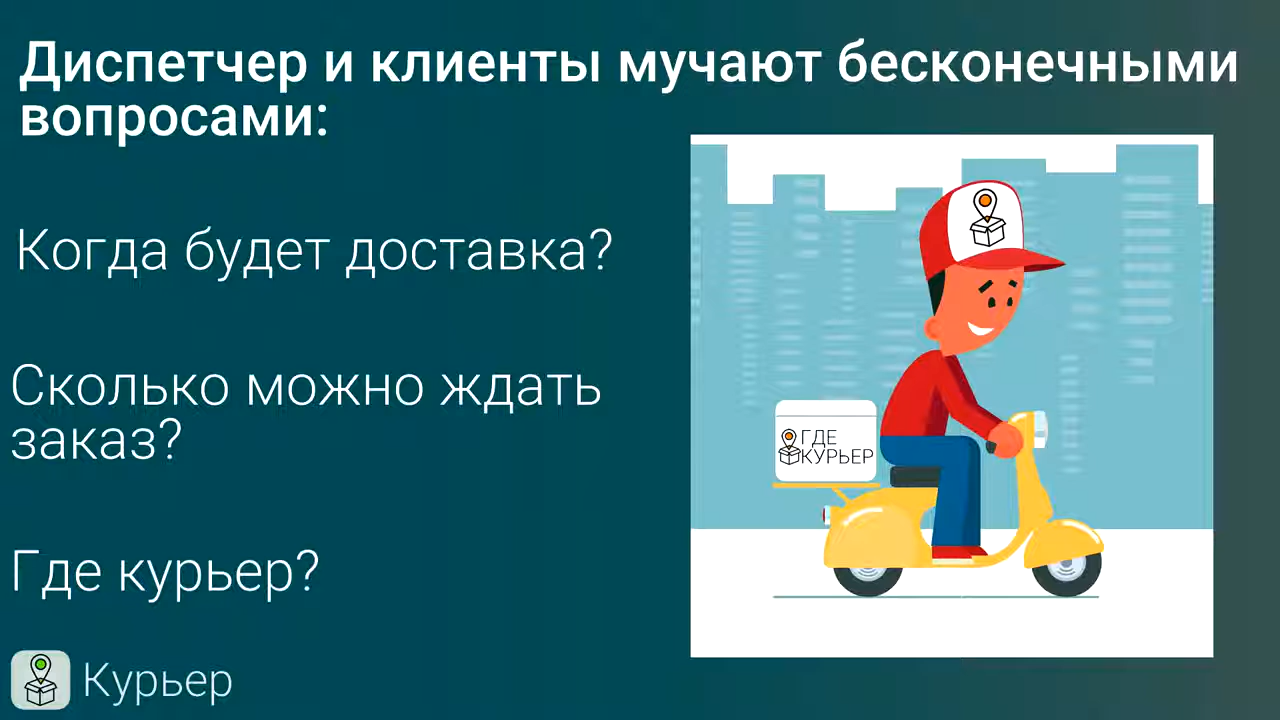 Диспетчер и клиенты мучают бесконечными
вопросами:
Когда будет доставка?
Сколько можно ждать
заказ?
Где курьер?
ГДЕ
КУРЬЕР
Курьер